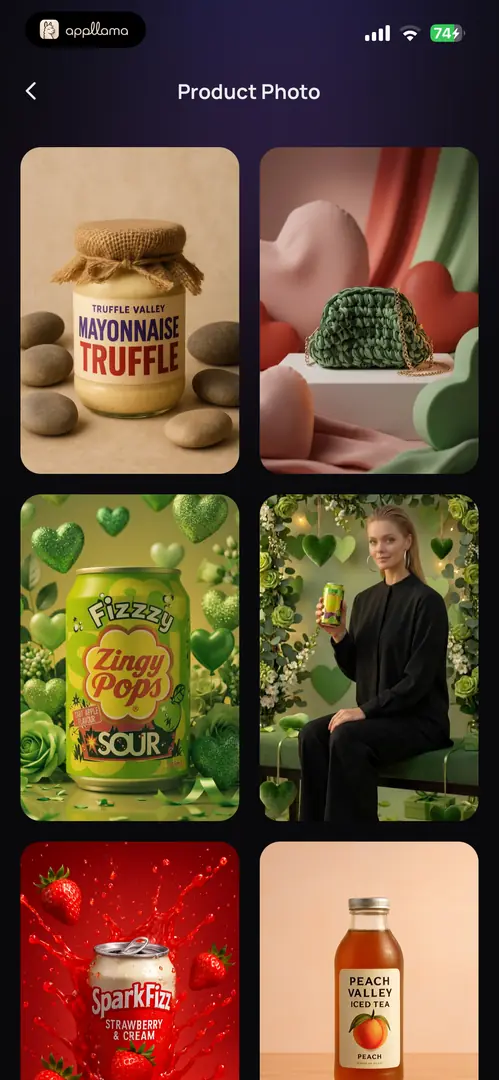 appllama
74
Product Photo
TRUFFLE VALLEY
MAYONNAISE
TRUFFLE
Fizzzy
Zingy
Pops
SOUR
SparkFizz
STRAWBERRY
& CREAM
PEACH
VALLEY
ICED TEA
PEACH